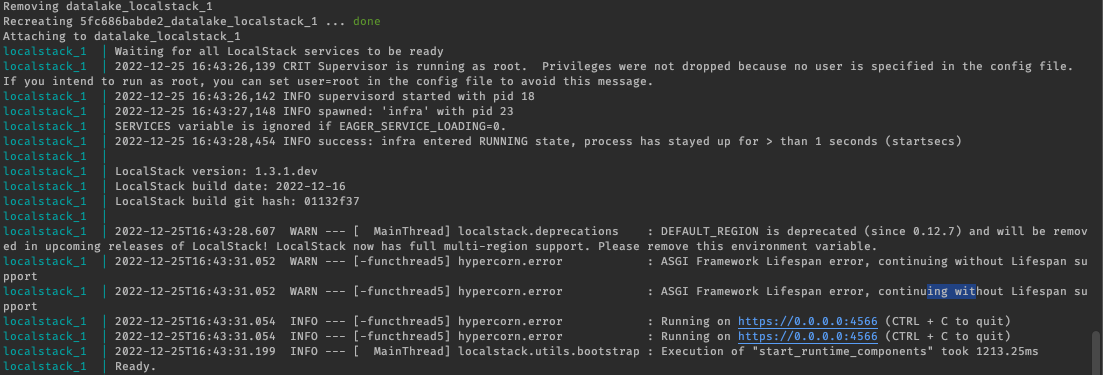 Removing datalake_localstack_1
Recreating 5fc686babde2_datalake_localstack_1 ... done
Attaching to datalake_localstack_1
localstack_1  | Waiting for all LocalStack services to be ready
localstack_1  | 2022-12-25 16:43:26,139 CRIT Supervisor is running as root.  Privileges were not dropped because no user is specified in the config file.
If you intend to run as root, you can set user=root in the config file to avoid this message.
localstack_1  | 2022-12-25 16:43:26,142 INFO supervisord started with pid 18
localstack_1  | 2022-12-25 16:43:27,148 INFO spawned: 'infra' with pid 23
localstack_1  | SERVICES variable is ignored if EAGER_SERVICE_LOADING=0.
localstack_1  | 2022-12-25 16:43:28,454 INFO success: infra entered RUNNING state, process has stayed up for > than 1 seconds (startsecs)
localstack_1  |
localstack_1  | LocalStack version: 1.3.1.dev
localstack_1  | LocalStack build date: 2022-12-16
localstack_1  | LocalStack build git hash: 01132f37
localstack_1  |
localstack_1  | 2022-12-25T16:43:28.607  WARN --- [  MainThread] localstack.deprecations    : DEFAULT_REGION is deprecated (since 0.12.7) and will be remov
ed in upcoming releases of LocalStack! LocalStack now has full multi-region support. Please remove this environment variable.
localstack_1  | 2022-12-25T16:43:31.052  WARN --- [-functhread5] hypercorn.error            : ASGI Framework Lifespan error, continuing without Lifespan su
pport
localstack_1  | 2022-12-25T16:43:31.052  WARN --- [-functhread5] hypercorn.error            : ASGI Framework Lifespan error, continuing without Lifespan su
pport
localstack_1  | 2022-12-25T16:43:31.054  INFO --- [-functhread5] hypercorn.error            : Running on https://0.0.0.0:4566 (CTRL + C to quit)
localstack_1  | 2022-12-25T16:43:31.054  INFO --- [-functhread5] hypercorn.error            : Running on https://0.0.0.0:4566 (CTRL + C to quit)
localstack_1  | 2022-12-25T16:43:31.199  INFO --- [  MainThread] localstack.utils.bootstrap : Execution of "start_runtime_components" took 1213.25ms
localstack_1  | Ready.